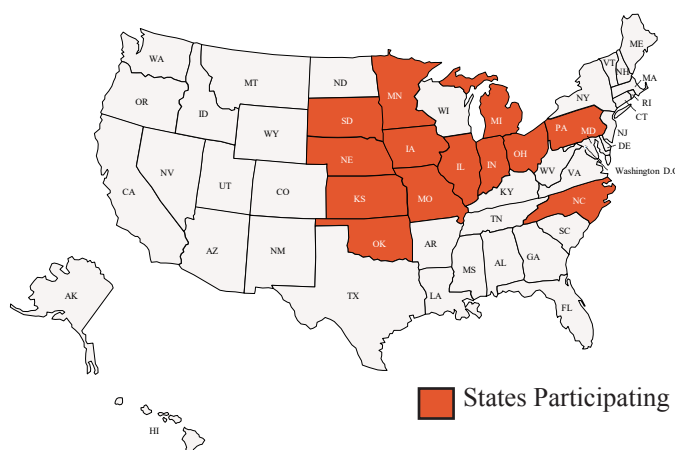 ME
WA
VT
NH
MT
ND
MN
MA
OR
NY
RI
ID
WI
MI
SD
CT
WY
PA
MD
NJ
IA
DE
NE
OH
IL
IN
NV
UT
WV
VA
Washington D.C
CO
CA
KS
MO
KY
NC
TN
OK
AR
SC
AZ
NM
MS
AL
GA
TX
LA
AK
FL
States Participating
HI